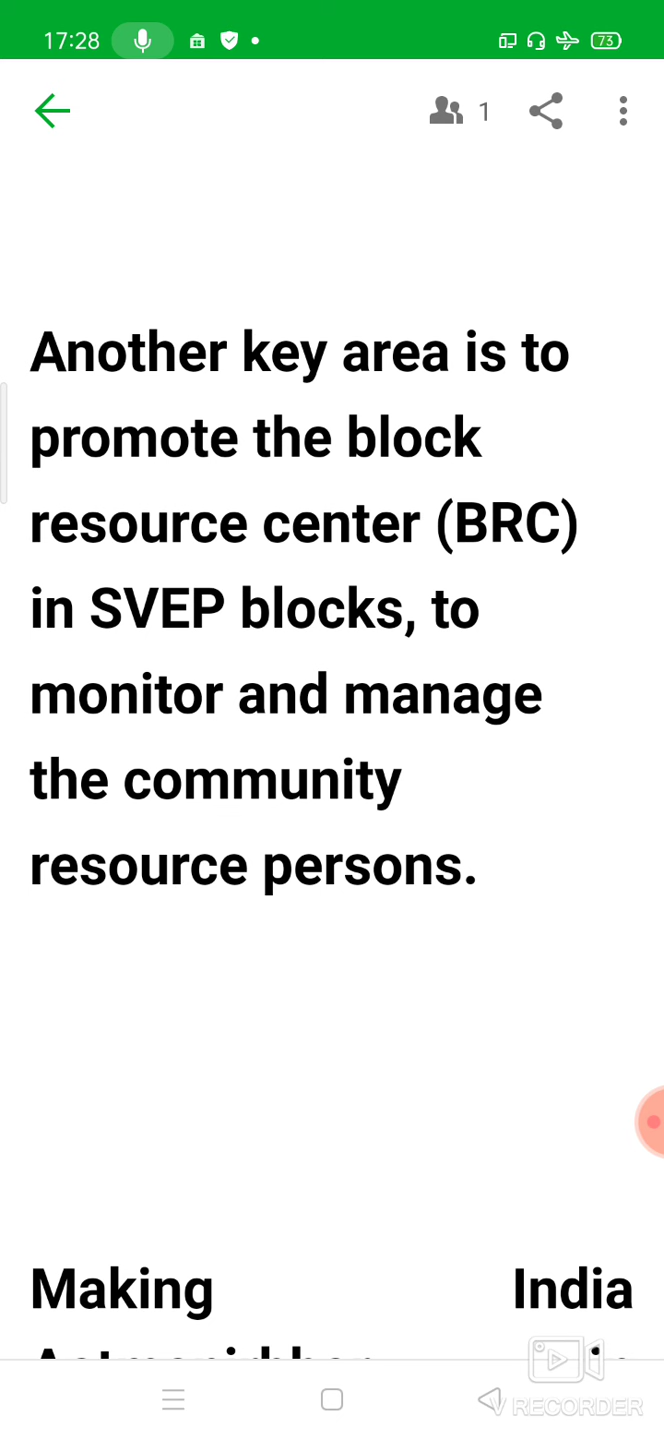 17:28
73
1
Another key area is to
promote the block
resource center (BRC)
in SVEP blocks, to
monitor and manage
the community
resource persons.
Making India
V RECORDER